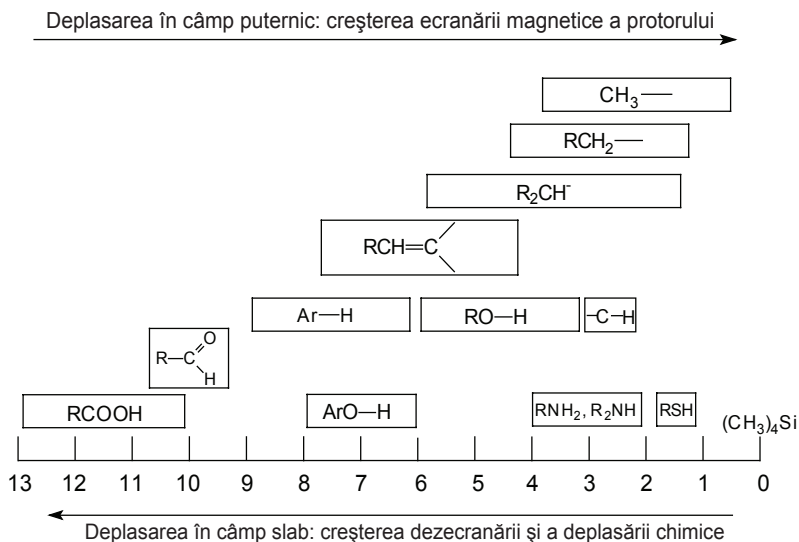 Deplasarea în câmp puternic: creşterea ecranării magnetice a protorului
CH3—
RCH2—
R2CH-
RCH=C
Ar—H
RO—H
-C-H
R—C
O
H
RCOOH
ArO—H
RNH2, R2NH
RSH
(CH3)4Si
13 12 11 10 9 8 7 6 5 4 3 2 1 0
Deplasarea în câmp slab: creşterea dezecranării şi a deplasării chimice